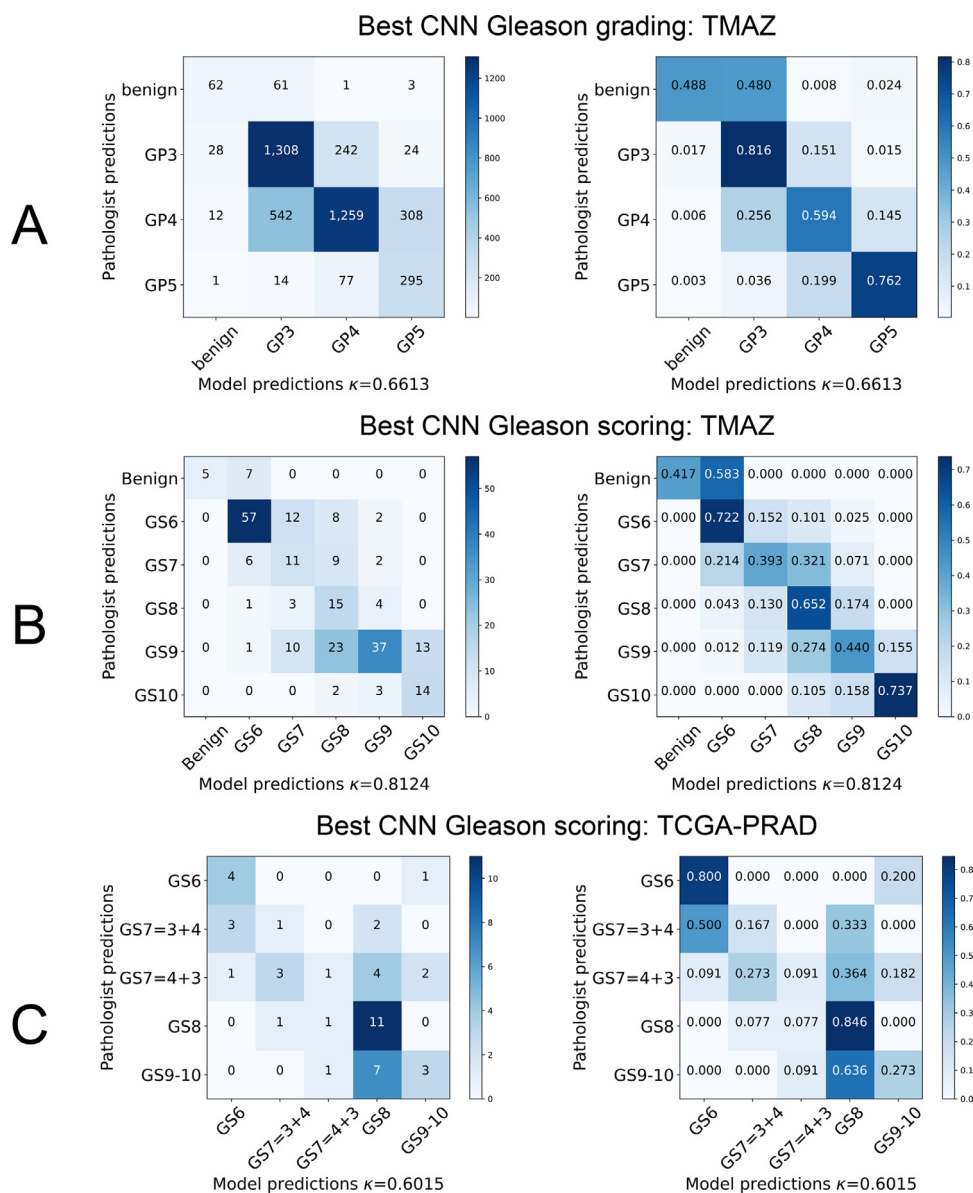 Best CNN Gleason grading: TMAZ
A
Pathologist predictions
benign 62 61 1 3
GP3 28 1,308 242 24
GP4 12 542 1,259 308
GP5 1 14 77 295
benign GP3 GP4 GP5
Model predictions κ=0.6613
1200
1000
800
600
400
200
Pathologist predictions
benign 0.488 0.480 0.008 0.024
GP3 0.017 0.816 0.151 0.015
GP4 0.006 0.256 0.594 0.145
GP5 0.003 0.036 0.199 0.762
benign GP3 GP4 GP5
Model predictions κ=0.6613
0.8
0.7
0.6
0.5
0.4
0.3
0.2
0.1
Best CNN Gleason scoring: TMAZ
B
Pathologist predictions
Benign 5 7 0 0 0 0
GS6 0 57 12 8 2 0
GS7 0 6 11 9 2 0
GS8 0 1 3 15 4 0
GS9 0 1 10 23 37 13
GS10 0 0 0 2 3 14
Benign GS6 GS7 GS8 GS9 GS10
Model predictions κ=0.8124
50
40
30
20
10
0
Pathologist predictions
Benign 0.417 0.583 0.000 0.000 0.000 0.000
GS6 0.000 0.722 0.152 0.101 0.025 0.000
GS7 0.000 0.214 0.393 0.321 0.071 0.000
GS8 0.000 0.043 0.130 0.652 0.174 0.000
GS9 0.000 0.012 0.119 0.274 0.440 0.155
GS10 0.000 0.000 0.000 0.105 0.158 0.737
Benign GS6 GS7 GS8 GS9 GS10
Model predictions κ=0.8124
0.7
0.6
0.5
0.4
0.3
0.2
0.1
0.0
Best CNN Gleason scoring: TCGA-PRAD
C
Pathologist predictions
GS6 4 0 0 0 1
GS7=3+4 3 1 0 2 0
GS7=4+3 1 3 1 4 2
GS8 0 1 1 11 0
GS9-10 0 0 1 7 3
GS6 GS7=3+4 GS7=4+3 GS8 GS9-10
Model predictions κ=0.6015
10
8
6
4
2
0
Pathologist predictions
GS6 0.800 0.000 0.000 0.000 0.200
GS7=3+4 0.500 0.167 0.000 0.333 0.000
GS7=4+3 0.091 0.273 0.091 0.364 0.182
GS8 0.000 0.077 0.077 0.846 0.000
GS9-10 0.000 0.000 0.091 0.636 0.273
GS6 GS7=3+4 GS7=4+3 GS8 GS9-10
Model predictions κ=0.6015
0.8
0.7
0.6
0.5
0.4
0.3
0.2
0.1
0.0